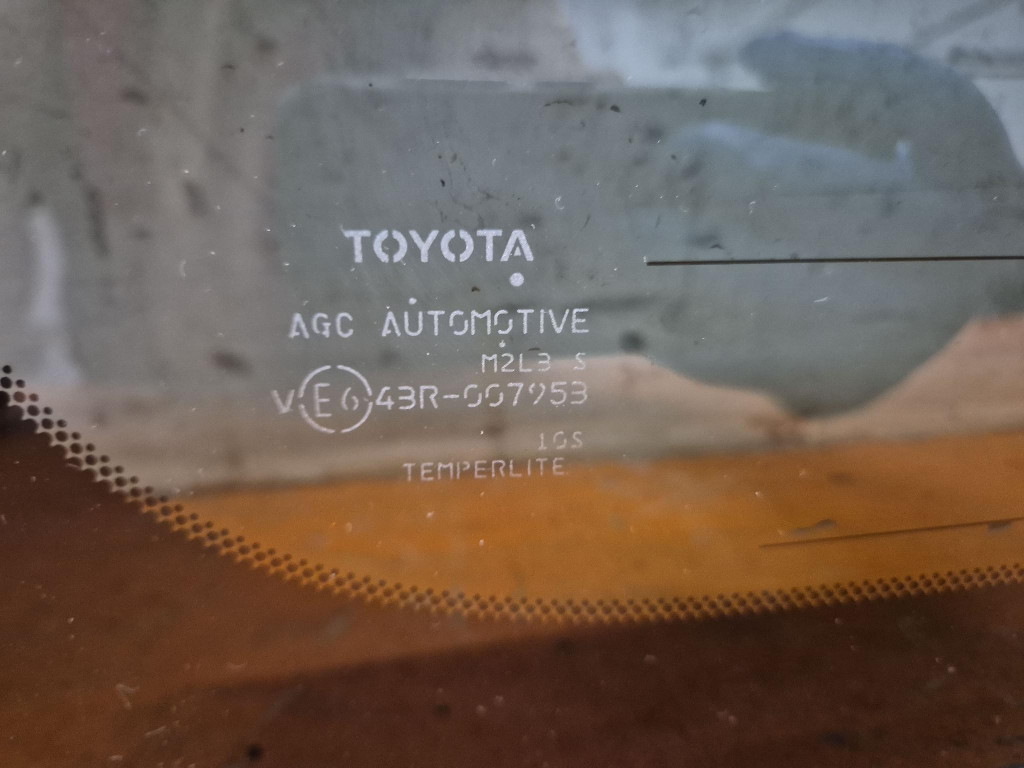 TOYOTA
AGC AUTOMOTIVE
M2L3 S
V E6 43R-007953
10S
TEMPERLITE